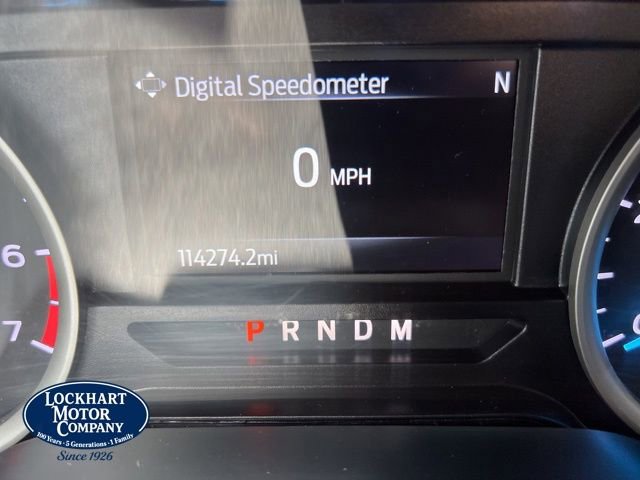 Digital Speedometer N
0 MPH
114274.2mi
6
7
P R N D M
LOCKHART
MOTOR
COMPANY
100 Years - 5 Generations - 1 Family
Since 1926